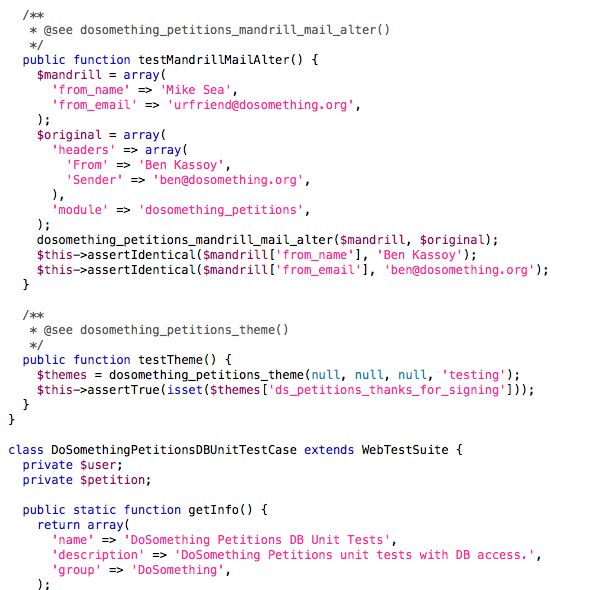 /**
 * @see dosomething_petitions_mandrill_mail_alter()
 */
public function testMandrillMailAlter() {
  $mandrill = array(
    'from_name' => 'Mike Sea',
    'from_email' => 'urfriend@dosomething.org',
  );
  $original = array(
    'headers' => array(
      'From' => 'Ben Kassoy',
      'Sender' => 'ben@dosomething.org',
    ),
    'module' => 'dosomething_petitions',
  );
  dosomething_petitions_mandrill_mail_alter($mandrill, $original);
  $this->assertIdentical($mandrill['from_name'], 'Ben Kassoy');
  $this->assertIdentical($mandrill['from_email'], 'ben@dosomething.org');
}
/**
 * @see dosomething_petitions_theme()
 */
public function testTheme() {
  $themes = dosomething_petitions_theme(null, null, null, 'testing');
  $this->assertTrue(isset($themes['ds_petitions_thanks_for_signing']));
}
}
class DoSomethingPetitionsDBUnitTestCase extends WebTestSuite {
  private $user;
  private $petition;
  public static function getInfo() {
    return array(
      'name' => 'DoSomething Petitions DB Unit Tests',
      'description' => 'DoSomething Petitions unit tests with DB access.',
      'group' => 'DoSomething',
    );